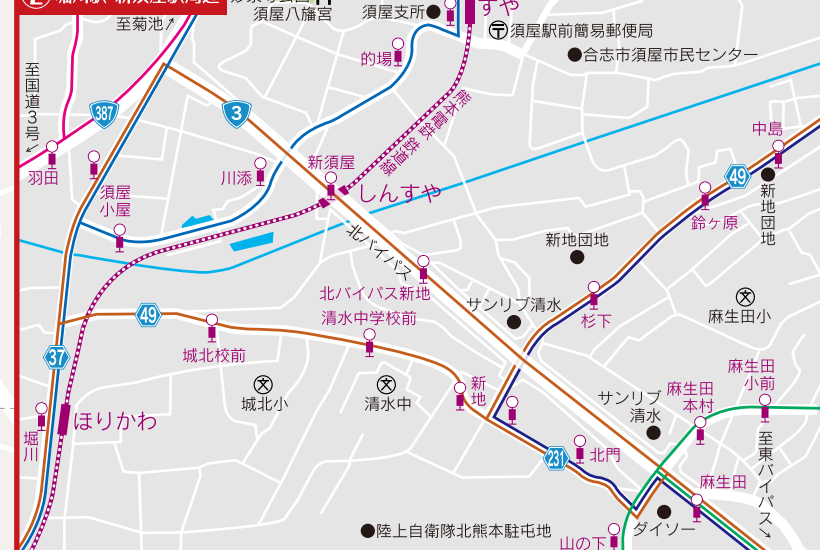 至菊池
須屋八旛宮
須屋支所
すや
〒須屋駅前簡易郵便局
合志市須屋市民センター
的場
至国道3号
387
3
熊本電鉄 鉄道線
中島
羽田
川添
新須屋
しんすや
49
新地団地
須屋
小屋
鈴ヶ原
北バイパス
新地団地
北バイパス新地
サンリブ清水
文
麻生田小
49
清水中学校前
杉下
城北校前
37
文
城北小
文
清水中
新地
麻生田
小前
サンリブ
清水
麻生田
本村
ほりかわ
堀川
231
北門
至東バイパス
麻生田
陸上自衛隊北熊本駐屯地
ダイソー
山の下